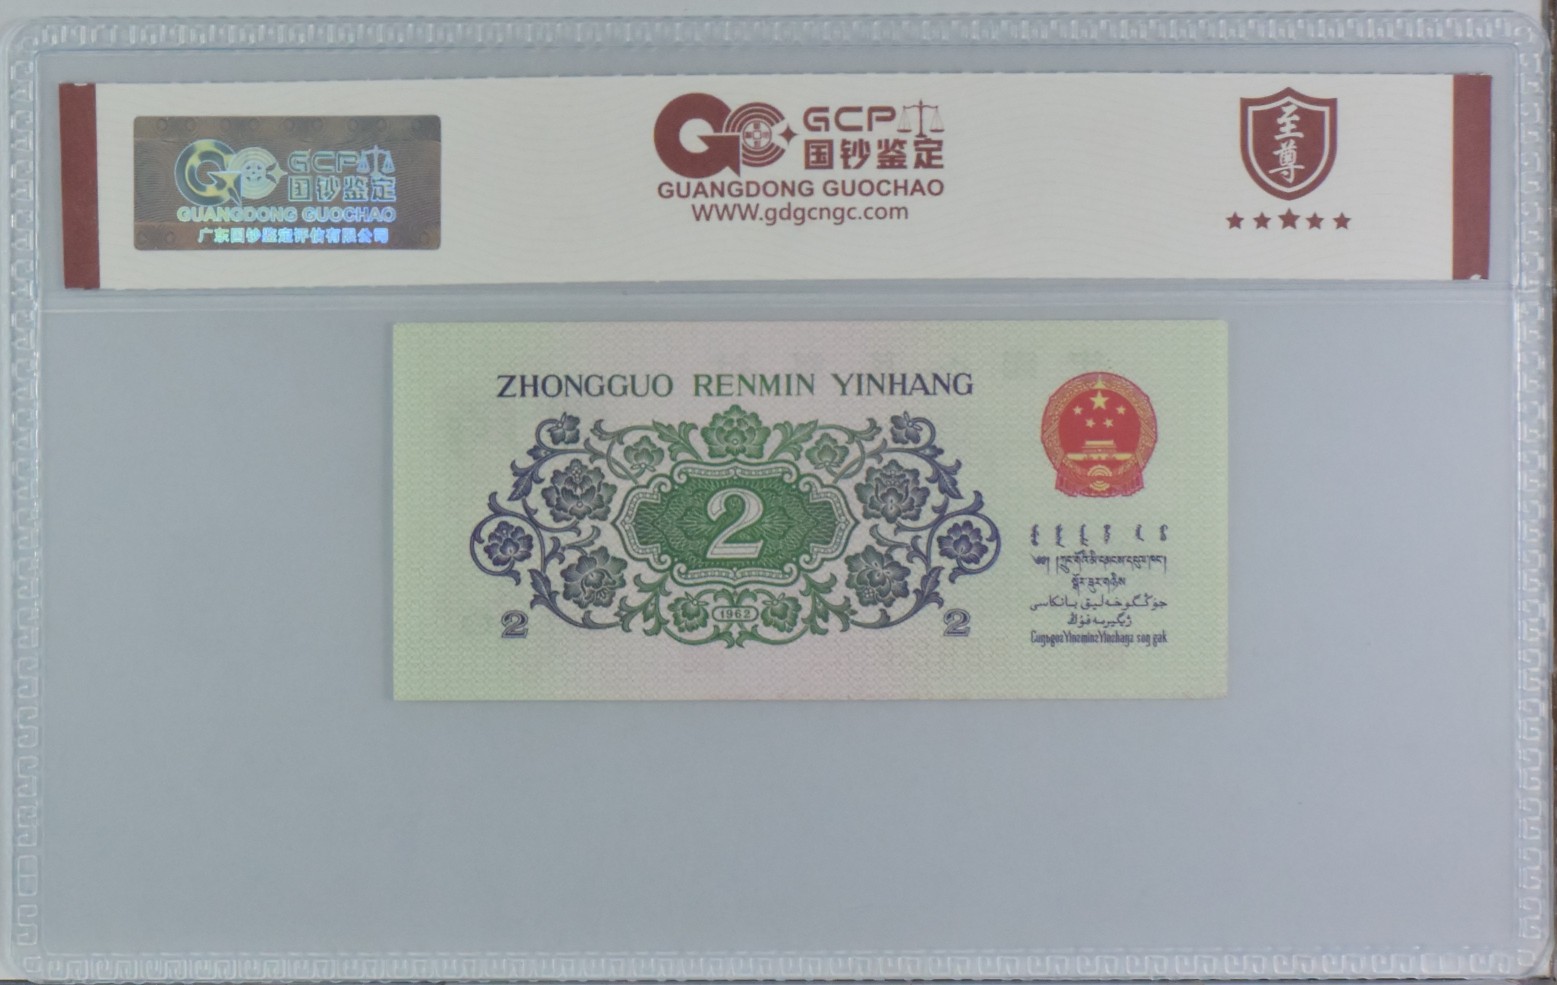 GCP
国钞鉴定
GUANGDONG GUOCHAO
广东国钞鉴定评估有限公司
GCP
国钞鉴定
GUANGDONG GUOCHAO
WWW.gdgcngc.com
至尊
ZHONGGUO RENMIN YINHANG
2
1962
2
2
جۇڭگوخەلىق بانكاسى